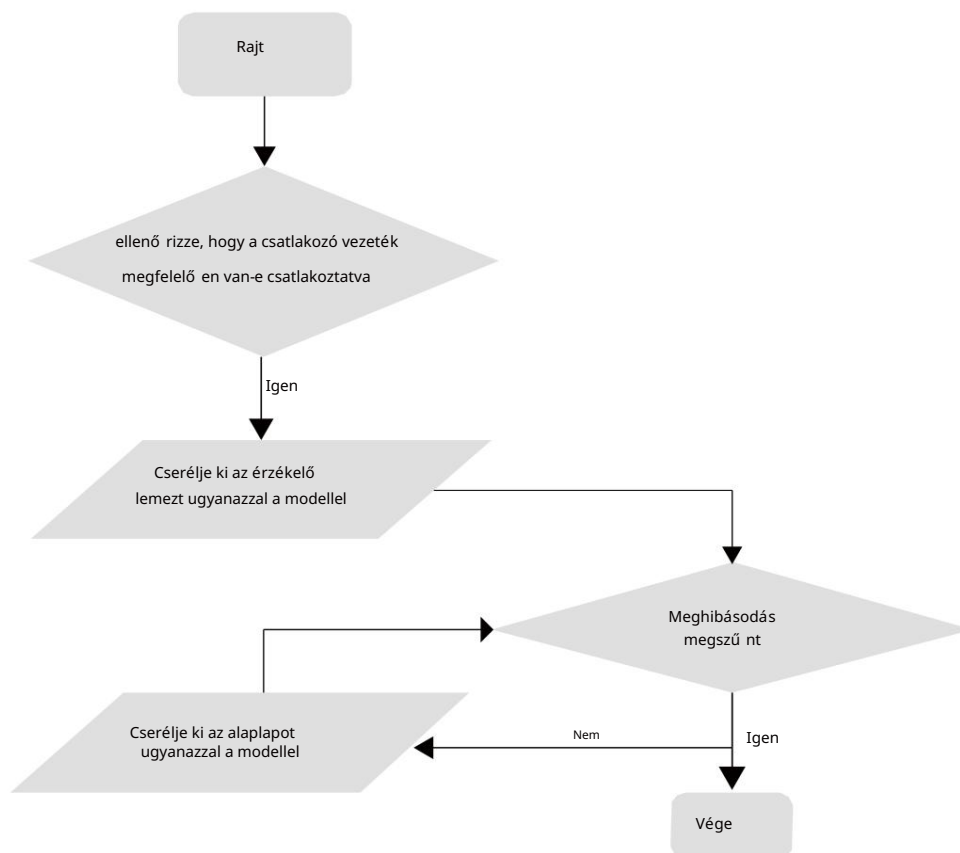 Rajt
ellenő rizze, hogy a csatlakozó vezeték
megfelelő en van-e csatlakoztatva
Igen
Cserélje ki az érzékelő
lemezt ugyanazzal a modellel
Meghibásodás
megszű nt
Cserélje ki az alaplapot
ugyanazzal a modellel
Nem
Igen
Vége